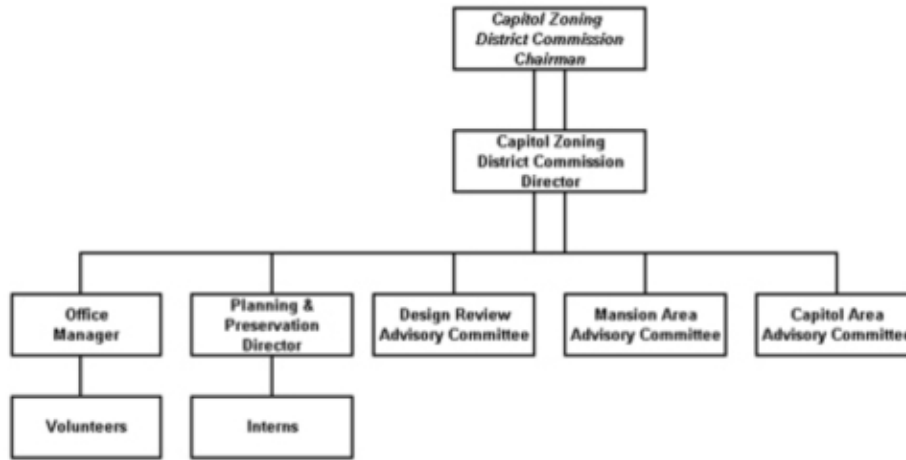 Capitol Zoning
District Commission
Chairman
Capitol Zoning
District Commission
Director
Office
Manager
Planning &
Preservation
Director
Design Review
Advisory Committee
Mansion Area
Advisory Committee
Capitol Area
Advisory Committee
Volunteers
Interns